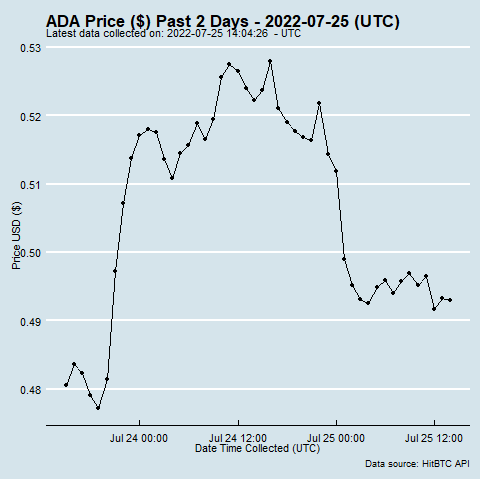 ADA Price ($) Past 2 Days - 2022-07-25 (UTC)
Latest data collected on: 2022-07-25 14:04:26 - UTC
0.53
0.52
0.51
0.50
0.49
0.48
Price USD ($)
Jul 24 00:00 Jul 24 12:00 Jul 25 00:00 Jul 25 12:00
Date Time Collected (UTC)
Data source: HitBTC API